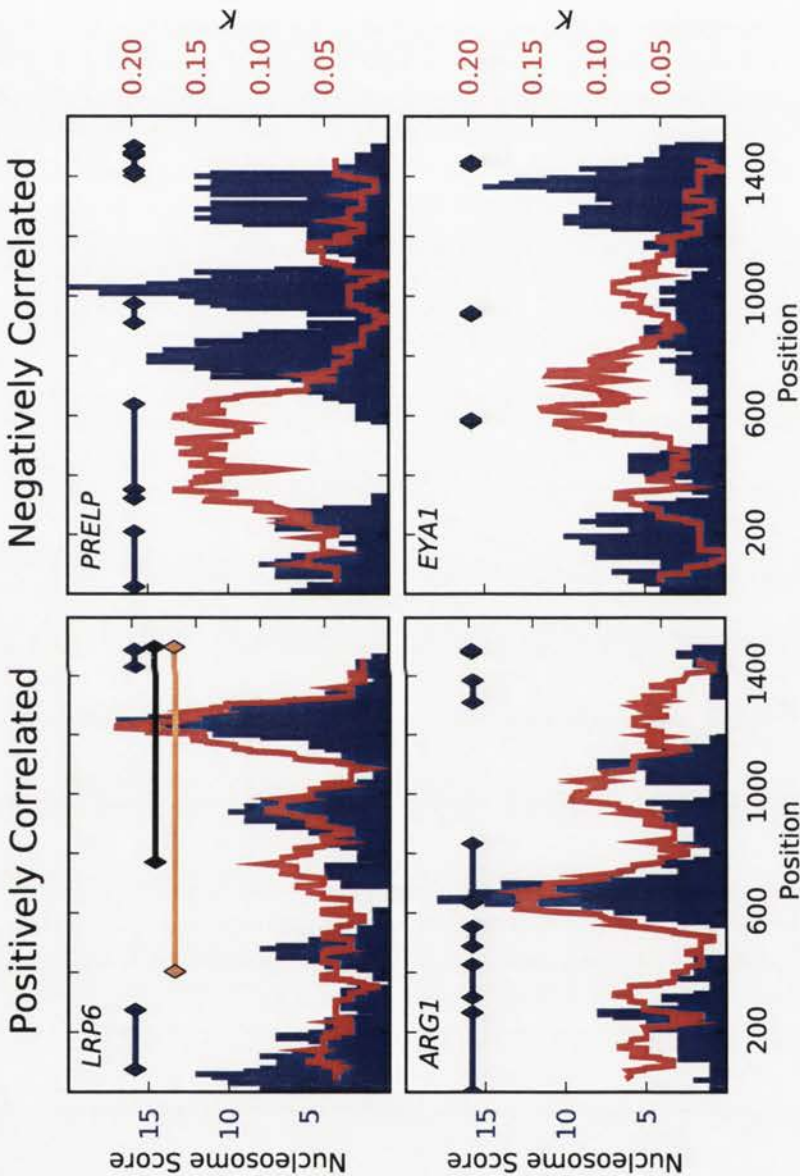 Positively Correlated
Negatively Correlated
LRP6
PRELP
15
10
5
Nucleosome Score
0.20
0.15
0.10
0.05
K
ARG1
EYA1
15
10
5
Nucleosome Score
0.20
0.15
0.10
0.05
K
200
600
1000
1400
Position
200
600
1000
1400
Position